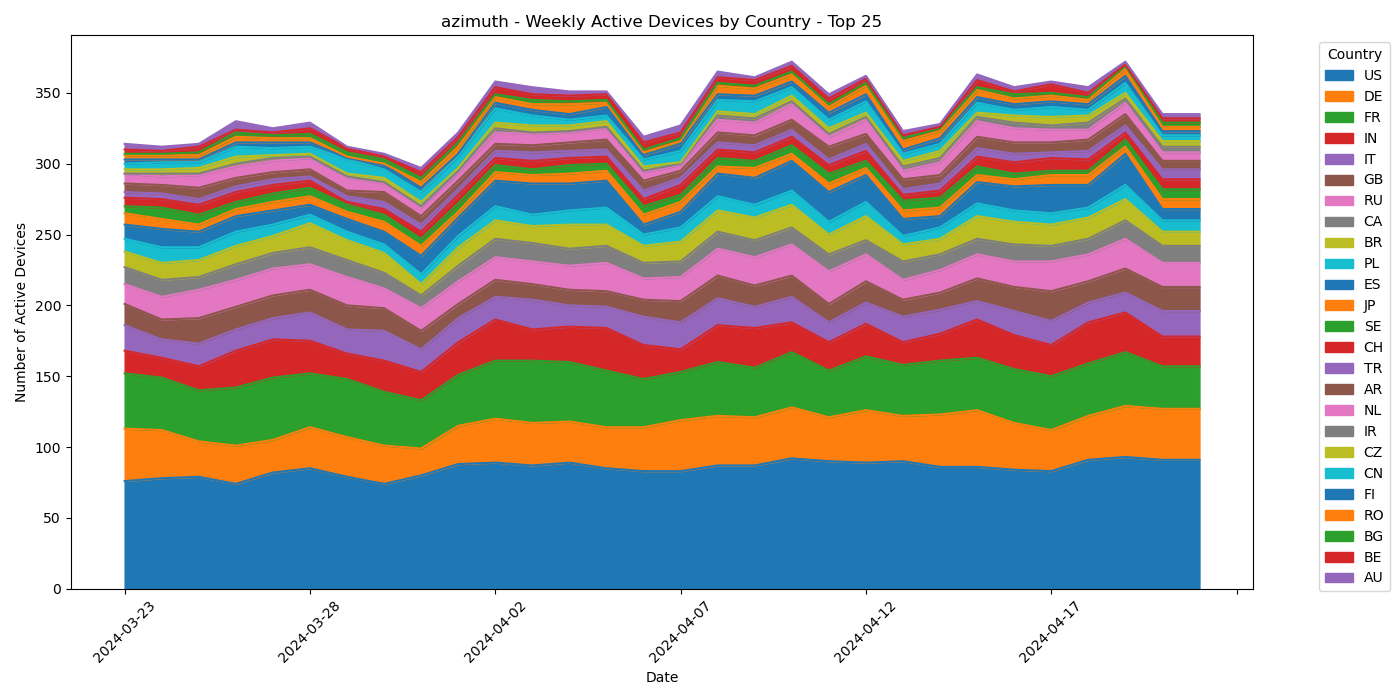 azimuth - Weekly Active Devices by Country - Top 25
Number of Active Devices
350
300
250
200
150
100
50
0
2024-03-23
2024-03-28
2024-04-02
2024-04-07
2024-04-12
2024-04-17
Date
Country
US
DE
FR
IN
IT
GB
RU
CA
BR
PL
ES
JP
SE
CH
TR
AR
NL
IR
CZ
CN
FI
RO
BG
BE
AU